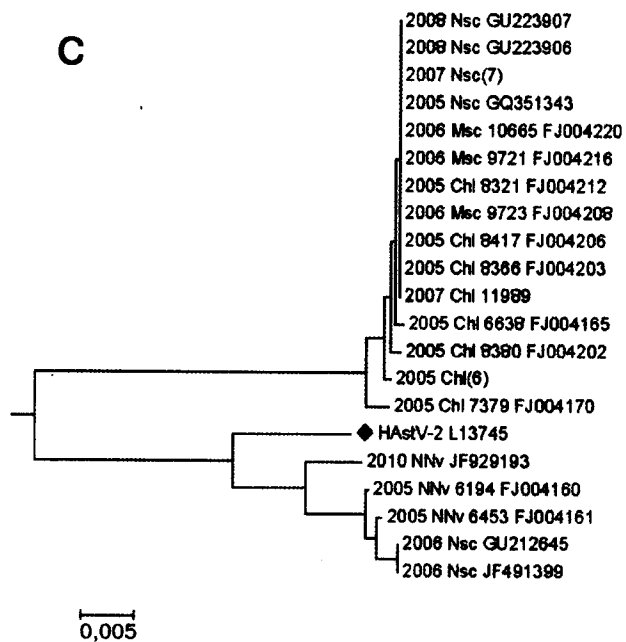 C
2008 Nsc GU223907
2008 Nsc GU223906
2007 Nsc(7)
2005 Nsc GQ351343
2006 Msc 10665 FJ004220
2006 Msc 9721 FJ004216
2005 Chl 8321 FJ004212
2006 Msc 9723 FJ004208
2005 Chl 8417 FJ004206
2005 Chl 8366 FJ004203
2007 Chl 11989
2005 Chl 6638 FJ004165
2005 Chl 8380 FJ004202
2005 Chl(6)
2005 Chl 7379 FJ004170
HAstV-2 L13745
2010 NNv JF929193
2005 NNv 6194 FJ004160
2005 NNv 6453 FJ004161
2006 Nsc GU212645
2006 Nsc JF491399
0,005